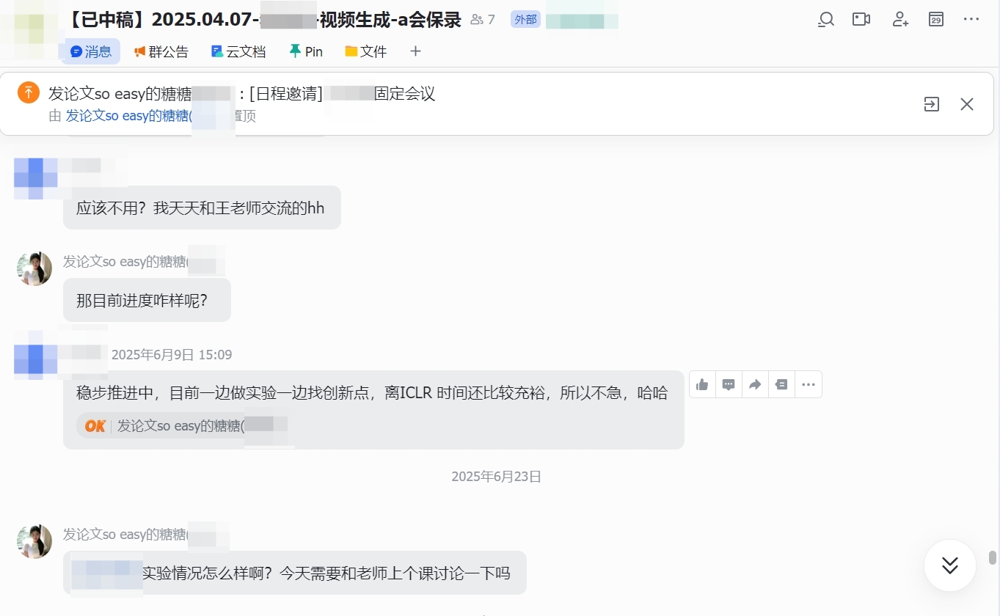 【已中稿】2025.04.07-
-视频生成-a会保录 7 外部
消息 群公告 云文档 Pin 文件
发论文so easy的糖糖 : [日程邀请] 固定会议
由 发论文so easy的糖糖( 置顶
应该不用？我天天和王老师交流的hh
发论文so easy的糖糖(
那目前进度咋样呢？
2025年6月9日 15:09
稳步推进中，目前一边做实验一边找创新点，离ICLR 时间还比较充裕，所以不急，哈哈
OK 发论文so easy的糖糖(
2025年6月23日
发论文so easy的糖糖(
实验情况怎么样啊？今天需要和老师上个课讨论一下吗
29